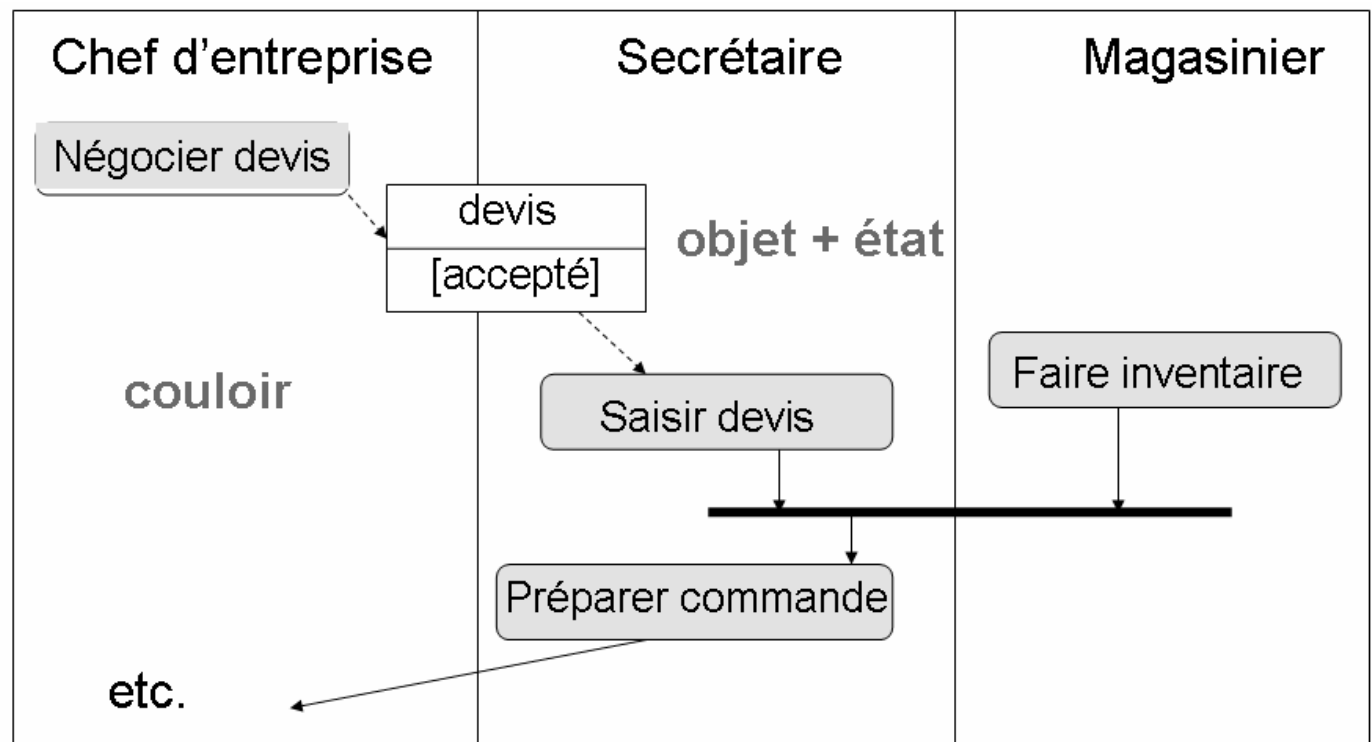 Chef d'entreprise
Secrétaire
Magasinier
Négocier devis
devis
[accepté]
objet + état
couloir
Saisir devis
Faire inventaire
Préparer commande
etc.